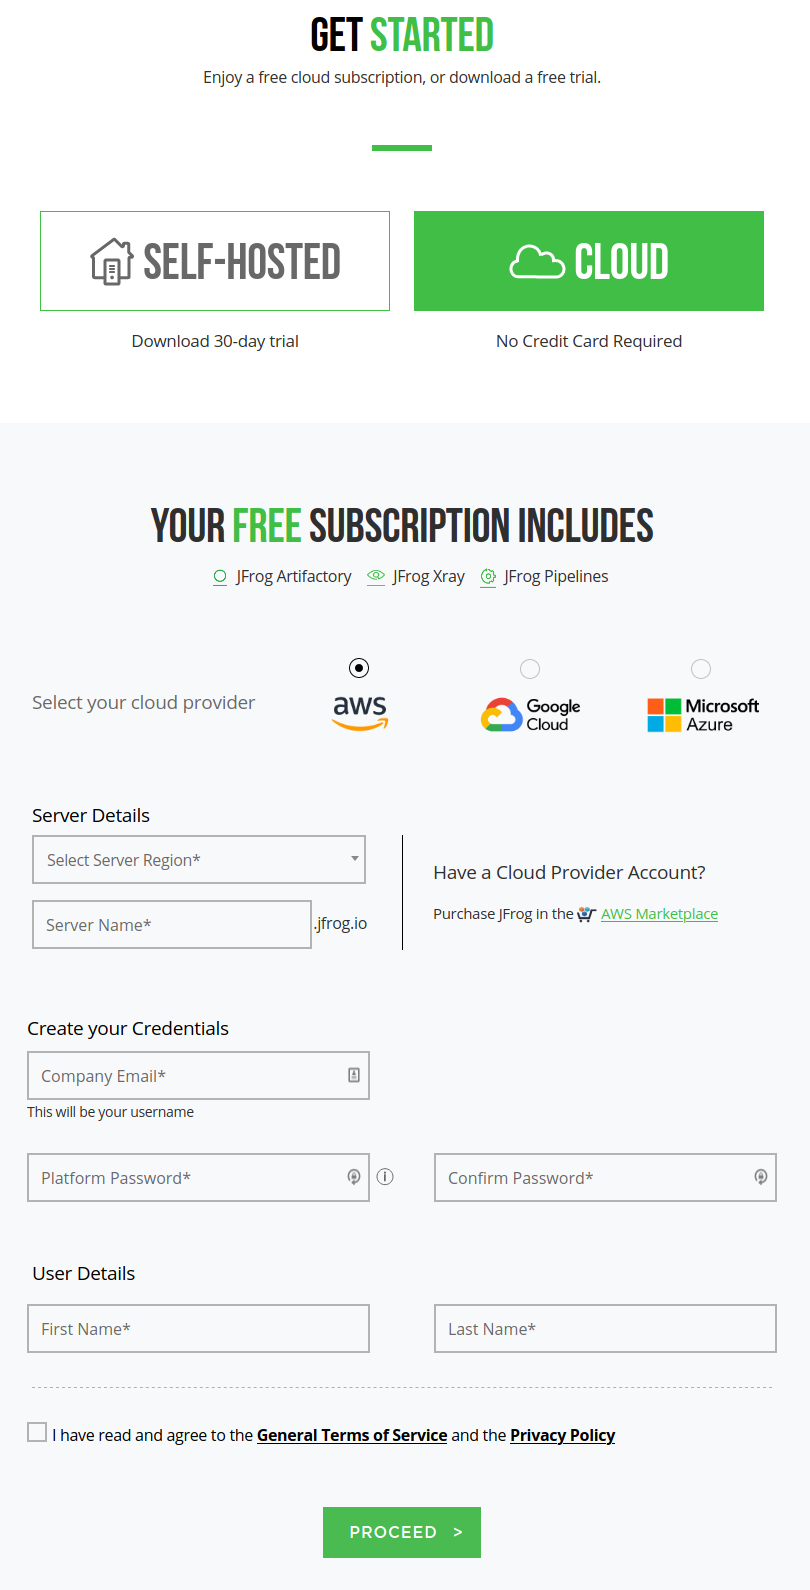 GET STARTED
Enjoy a free cloud subscription, or download a free trial.
SELF-HOSTED
CLOUD
Download 30-day trial
No Credit Card Required
YOUR FREE SUBSCRIPTION INCLUDES
JFrog Artifactory JFrog Xray JFrog Pipelines
Select your cloud provider
aws
Google
Cloud
Microsoft
Azure
Server Details
Select Server Region*
Server Name*
.jfrog.io
Have a Cloud Provider Account?
Purchase JFrog in the AWS Marketplace
Create your Credentials
Company Email*
This will be your username
Platform Password*
Confirm Password*
User Details
First Name*
Last Name*
I have read and agree to the General Terms of Service and the Privacy Policy
PROCEED >